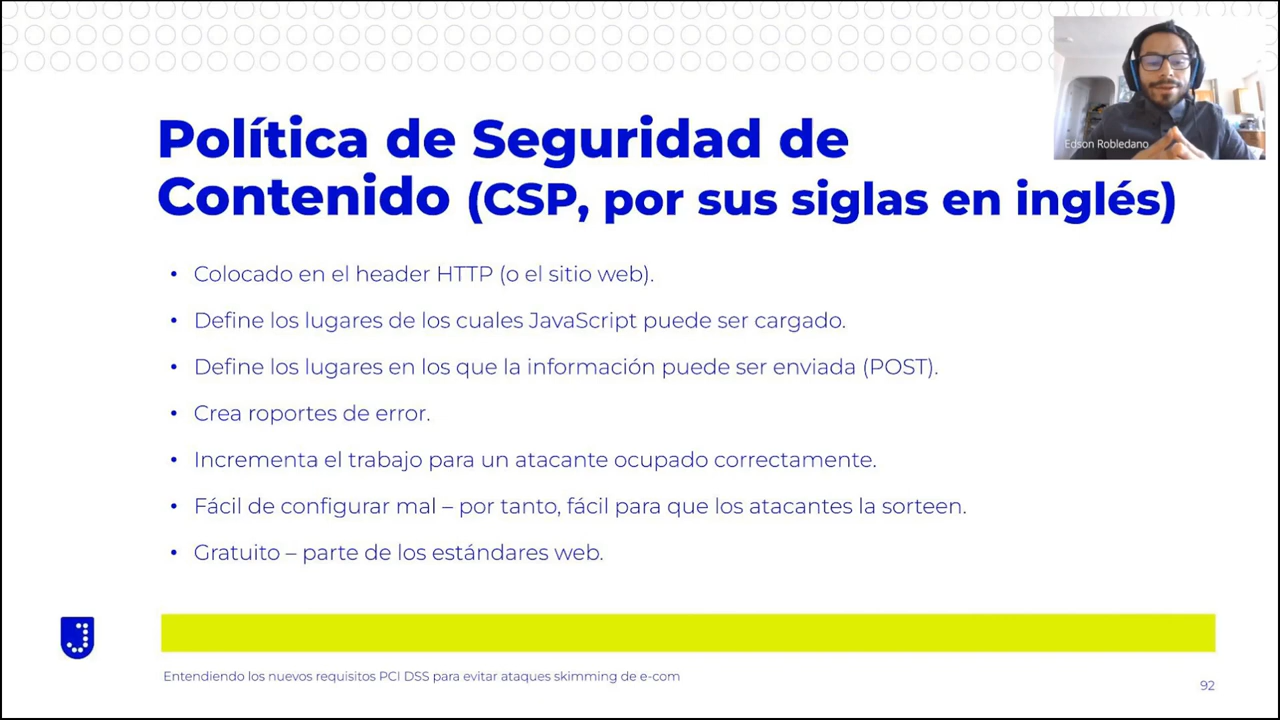 Edson Robledano
Política de Seguridad de
Contenido (CSP, por sus siglas en inglés)
• Colocado en el header HTTP (o el sitio web).
• Define los lugares de los cuales JavaScript puede ser cargado.
• Define los lugares en los que la información puede ser enviada (POST).
• Crea roportes de error.
• Incrementa el trabajo para un atacante ocupado correctamente.
• Fácil de configurar mal – por tanto, fácil para que los atacantes la sorteen.
• Gratuito – parte de los estándares web.
Entendiendo los nuevos requisitos PCI DSS para evitar ataques skimming de e-com
92